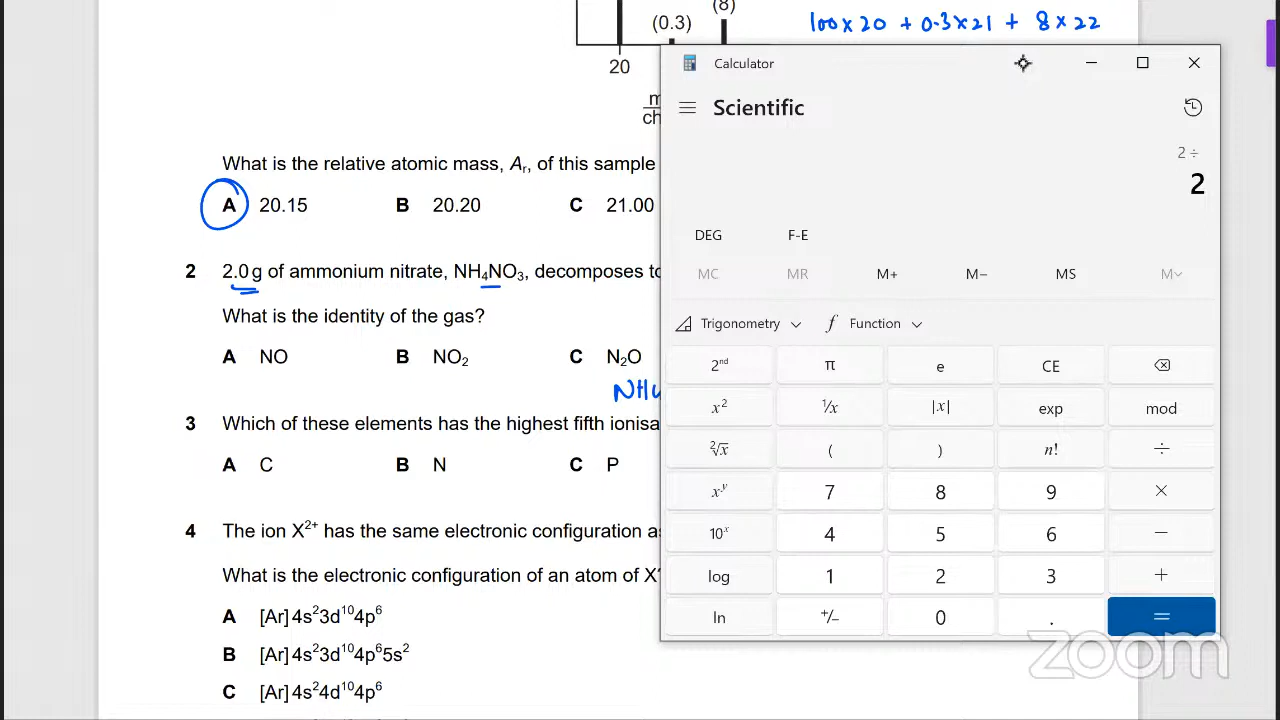 (8)
(0.3)
100 x 20 + 0.3 x 21 + 8 x 22
20
Calculator
Scientific
2 ÷
2
What is the relative atomic mass, Ar, of this sample
A 20.15 B 20.20 C 21.00
DEG F-E
MC MR M+ M− MS M
2 2.0 g of ammonium nitrate, NH4NO3, decomposes to
What is the identity of the gas?
Trigonometry f Function
A NO B NO2 C N2O
2nd π e CE
NH4
x2 1/x |x| exp mod
3 Which of these elements has the highest fifth ionisa
2√x ( ) n! ÷
A C B N C P
xy 7 8 9 ×
4 The ion X2+ has the same electronic configuration as
10x 4 5 6 −
What is the electronic configuration of an atom of X?
log 1 2 3 +
A [Ar] 4s23d104p6
ln +/− 0 . =
B [Ar] 4s23d104p65s2
zoom
C [Ar] 4s24d104p6